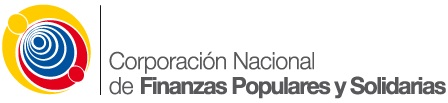 Corporación Nacional
de Finanzas Populares y Solidarias